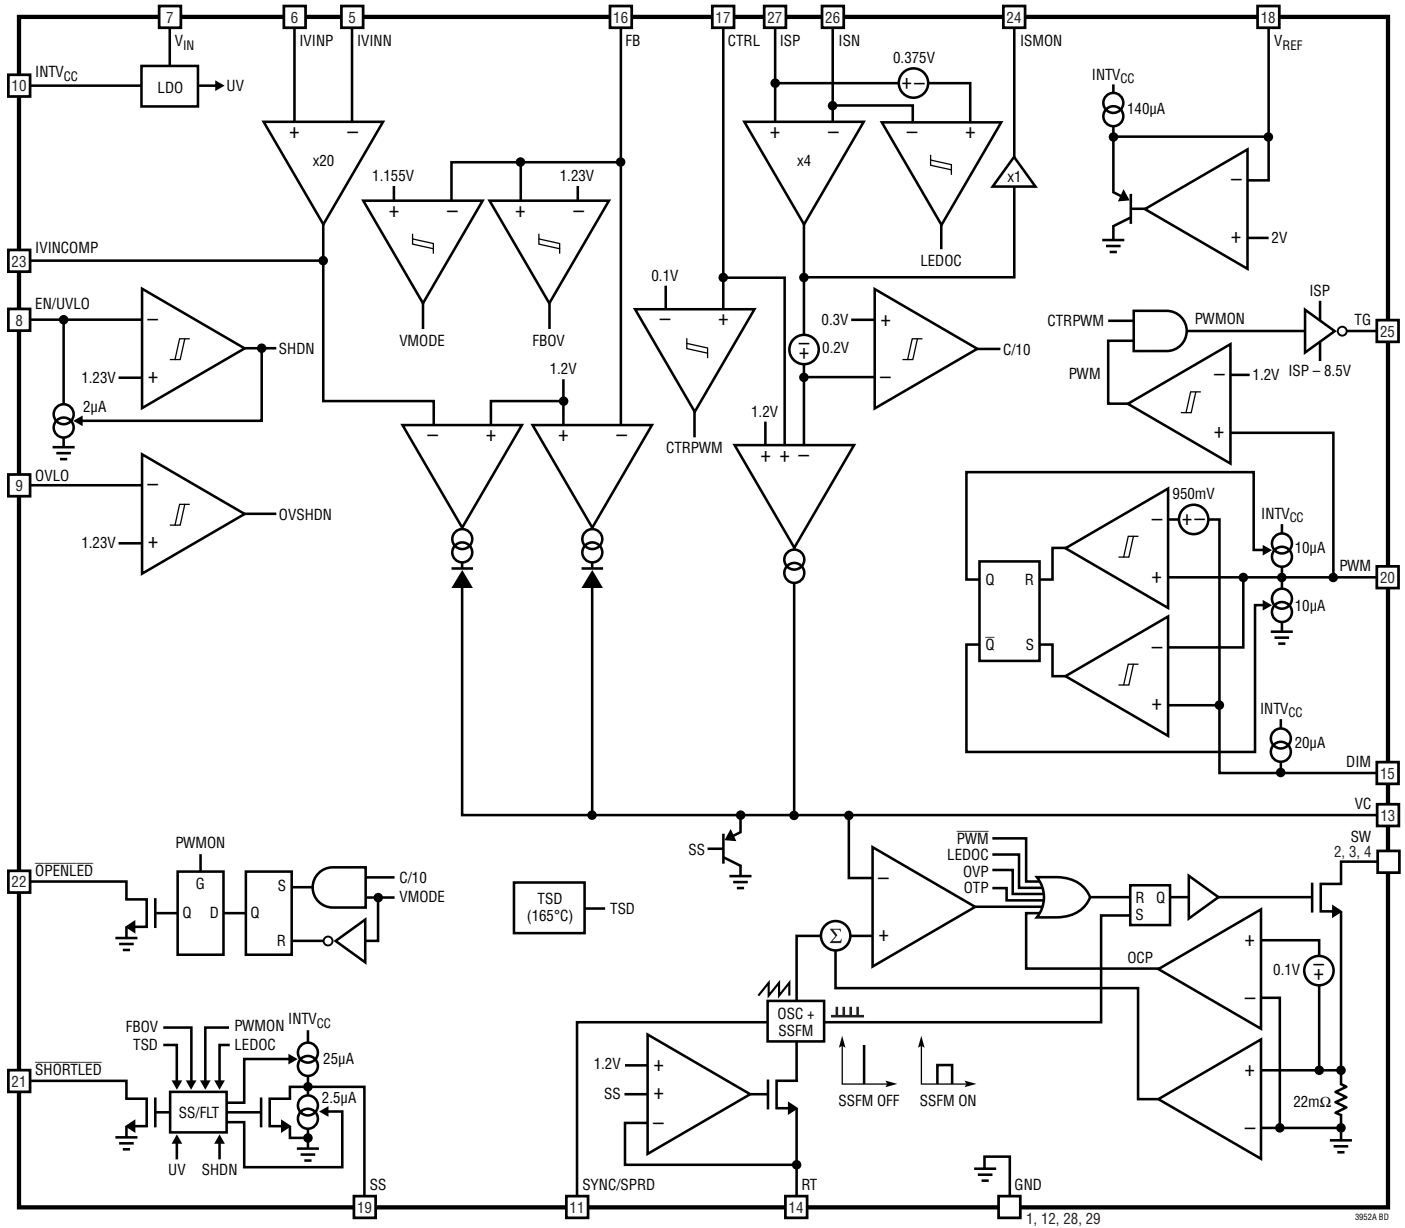 7 6 5 16 17 27 26 24 18
VIN IVINP IVINN FB CTRL ISP ISN ISMON VREF
10 INTVCC LDO UV
0.375V
+ −
INTVCC
140µA
+ − x20
+ − x4
− +
x1
LEDOC
−
+ 2V
1.155V 1.23V
+ − + −
VMODE FBOV
23 IVINCOMP
8 EN/UVLO
−
1.23V +
SHDN
2µA
9 OVLO
−
1.23V +
OVSHDN
0.1V
− +
CTRPWM
0.3V +
−
C/10
− + 0.2V
1.2V
− + + −
1.2V
+ + −
CTRPWM PWMON
ISP
TG 25
ISP – 8.5V
PWM
− 1.2V
+
950mV
− + −
+
INTVCC
10µA
PWM 20
10µA
Q R
Q S
−
+
INTVCC
20µA
DIM 15
VC 13
SW
2, 3, 4
SS
PWMON
22 OPENLED
G
Q D
S
Q
R
C/10
VMODE
TSD
(165°C)
TSD
−
+
Σ
PWM
LEDOC
OVP
OTP
R Q
S
OCP
+
−
0.1V − +
+
−
22mΩ
OSC +
SSFM
SSFM OFF SSFM ON
FBOV PWMON INTVCC
TSD LEDOC
25µA
21 SHORTLED
SS/FLT
2.5µA
UV SHDN
1.2V +
SS +
−
SS SYNC/SPRD RT GND
19 11 14
1, 12, 28, 29
3952A BD